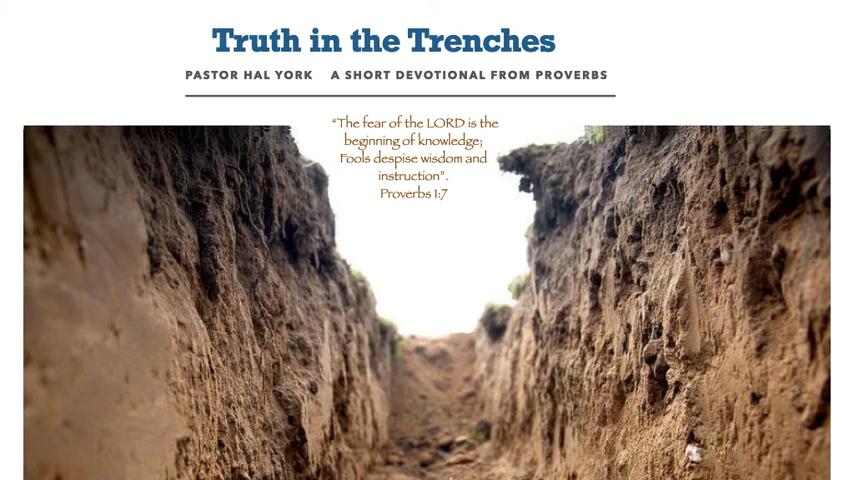 Truth in the Trenches
PASTOR HAL YORK A SHORT DEVOTIONAL FROM PROVERBS
“The fear of the LORD is the
beginning of knowledge;
Fools despise wisdom and
instruction”.
Proverbs 1:7